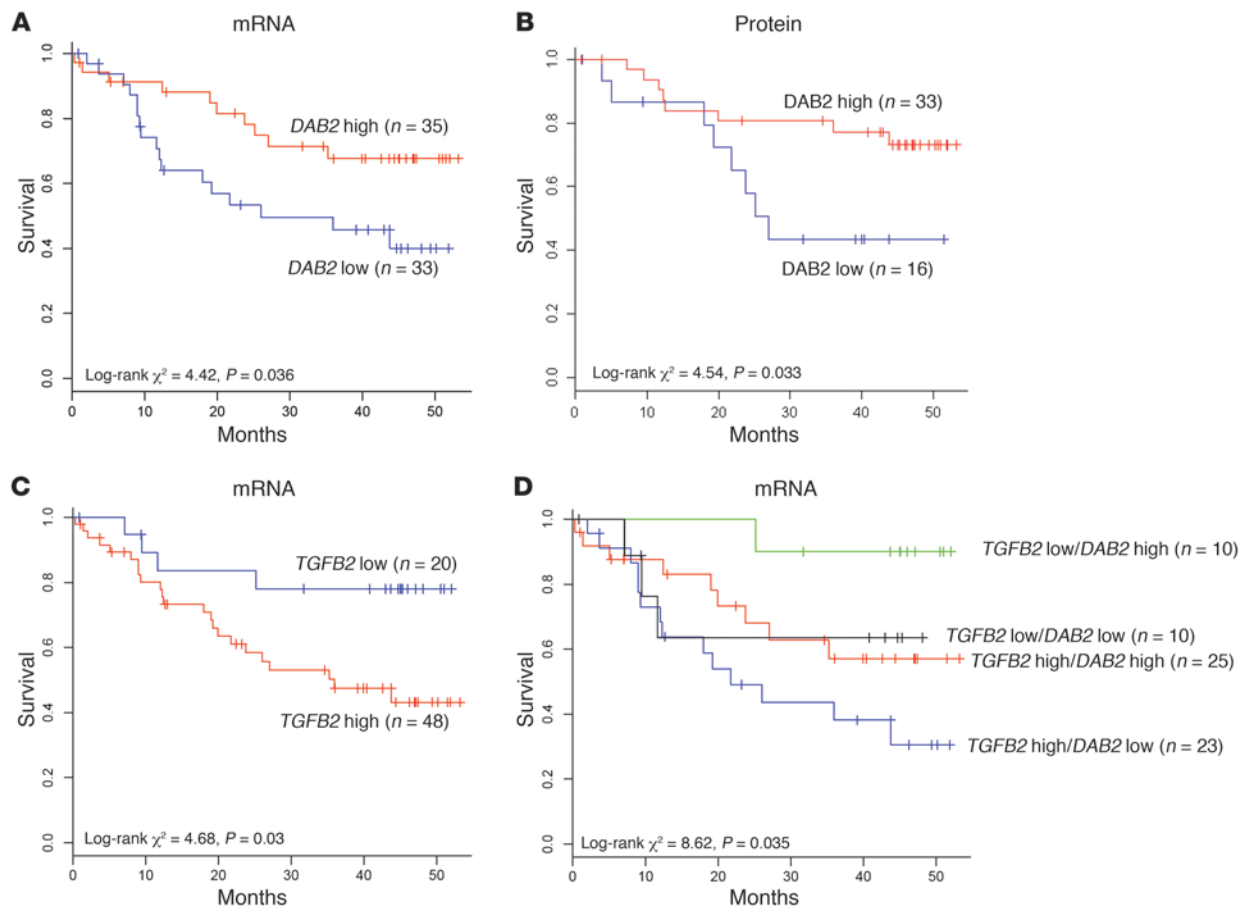 A
mRNA
Survival
1.0
0.8
0.6
0.4
0.2
0.0
DAB2 high (n = 35)
DAB2 low (n = 33)
Log-rank χ² = 4.42, P = 0.036
0 10 20 30 40 50
Months
B
Protein
Survival
1.0
0.8
0.6
0.4
0.2
0.0
DAB2 high (n = 33)
DAB2 low (n = 16)
Log-rank χ² = 4.54, P = 0.033
0 10 20 30 40 50
Months
C
mRNA
Survival
1.0
0.8
0.6
0.4
0.2
0.0
TGFB2 low (n = 20)
TGFB2 high (n = 48)
Log-rank χ² = 4.68, P = 0.03
0 10 20 30 40 50
Months
D
mRNA
Survival
1.0
0.8
0.6
0.4
0.2
0.0
TGFB2 low/DAB2 high (n = 10)
TGFB2 low/DAB2 low (n = 10)
TGFB2 high/DAB2 high (n = 25)
TGFB2 high/DAB2 low (n = 23)
Log-rank χ² = 8.62, P = 0.035
0 10 20 30 40 50
Months